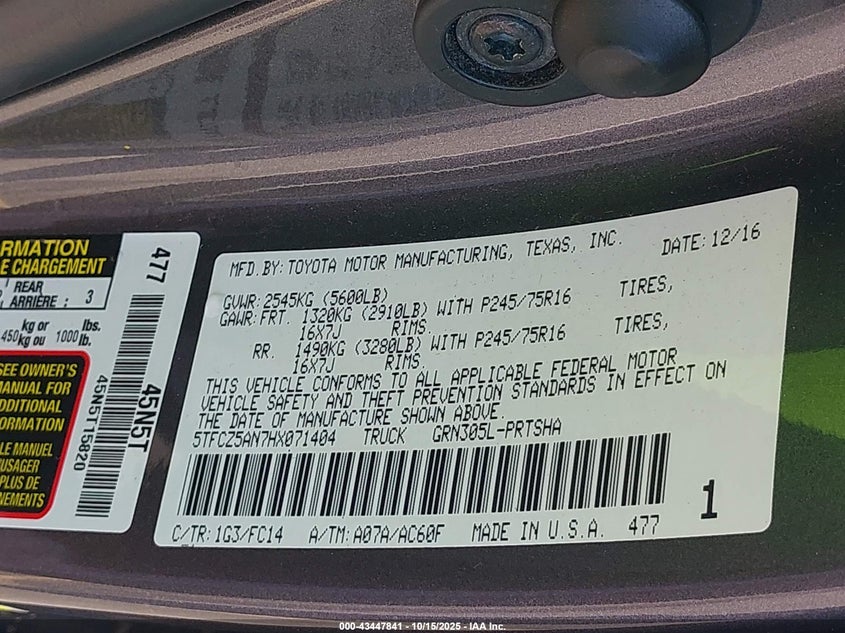 MFD. BY: TOYOTA MOTOR MANUFACTURING, TEXAS, INC. DATE: 12/16
GVWR: 2545KG (5600LB)
GAWR: FRT. 1320KG (2910LB) WITH P245/75R16 TIRES,
16X7J RIMS.
RR. 1490KG (3280LB) WITH P245/75R16 TIRES,
16X7J RIMS.
THIS VEHICLE CONFORMS TO ALL APPLICABLE FEDERAL MOTOR
VEHICLE SAFETY AND THEFT PREVENTION STANDARDS IN EFFECT ON
THE DATE OF MANUFACTURE SHOWN ABOVE.
5TFCZ5AN7HX071404 TRUCK GRN305L-PRTSHA
1
C/TR: 1G3/FC14 A/TM: A07A/AC60F MADE IN U.S.A. 477
RMATION
E CHARGEMENT
REAR
ARRIÈRE : 3
450 kg or 1000 lbs.
kg ou lb.
SEE OWNER'S
MANUAL FOR
DDITIONAL
FORMATION
LE MANUEL
USAGER
PLUS DE
NEMENTS
477
45N5T
45N5T15820
000-43447841 - 10/15/2025 - IAA Inc.